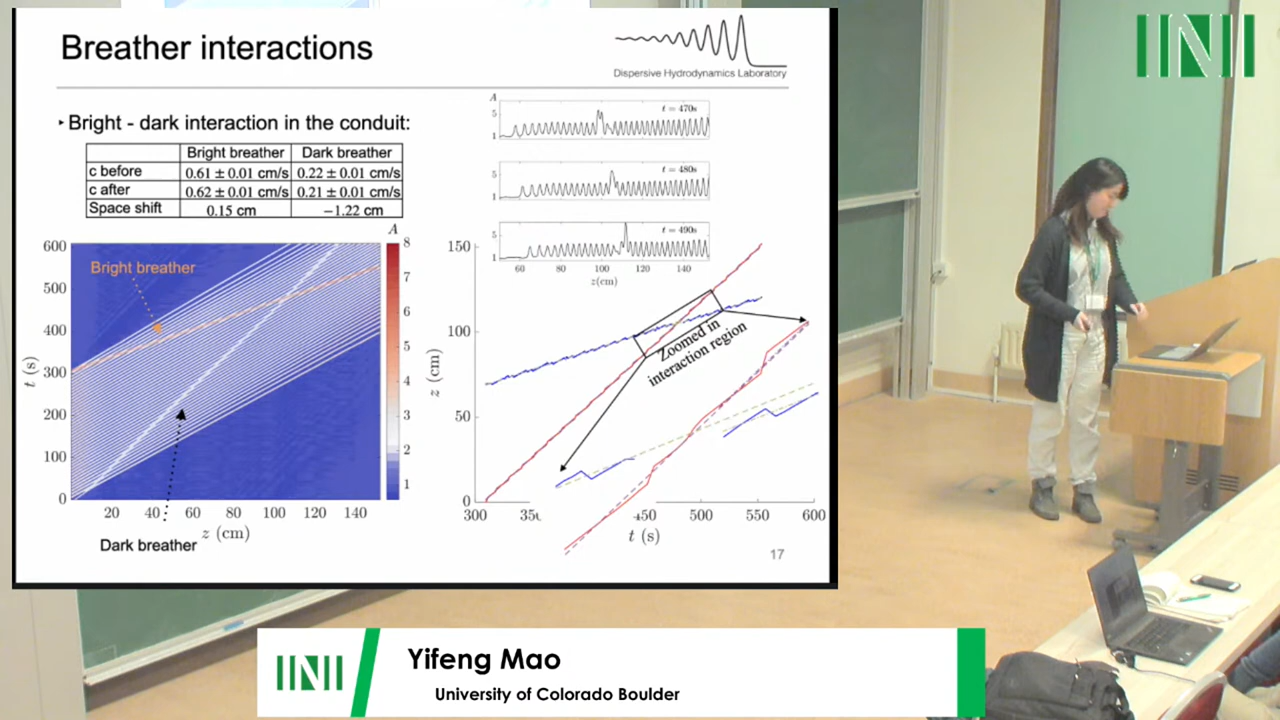 Breather interactions
Dispersive Hydrodynamics Laboratory
‣ Bright - dark interaction in the conduit:
Bright breather Dark breather
c before 0.61 ± 0.01 cm/s 0.22 ± 0.01 cm/s
c after 0.62 ± 0.01 cm/s 0.21 ± 0.01 cm/s
Space shift 0.15 cm −1.22 cm
A
5
1
t = 470s
5
1
t = 480s
5
1
t = 490s
60 80 100 120 140
z(cm)
600
500
400
300
200
100
0
t (s)
20 40 60 80 100 120 140
z (cm)
Bright breather
Dark breather
A
8
7
6
5
4
3
2
1
150
100
50
0
z (cm)
300 35 450 500 550 600
t (s)
Zoomed in
interaction region
17
INI
INI
Yifeng Mao
University of Colorado Boulder